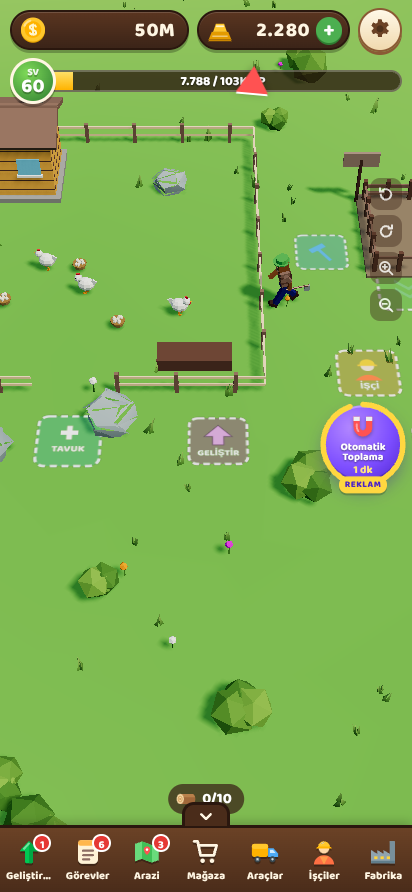 50M
2.280
SV
60
7.788 / 103
İŞÇİ
TAVUK
GELİŞTİR
Otomatik
Toplama
1 dk
REKLAM
0/10
1
6
3
Geliştir...
Görevler
Arazi
Mağaza
Araçlar
İşçiler
Fabrika